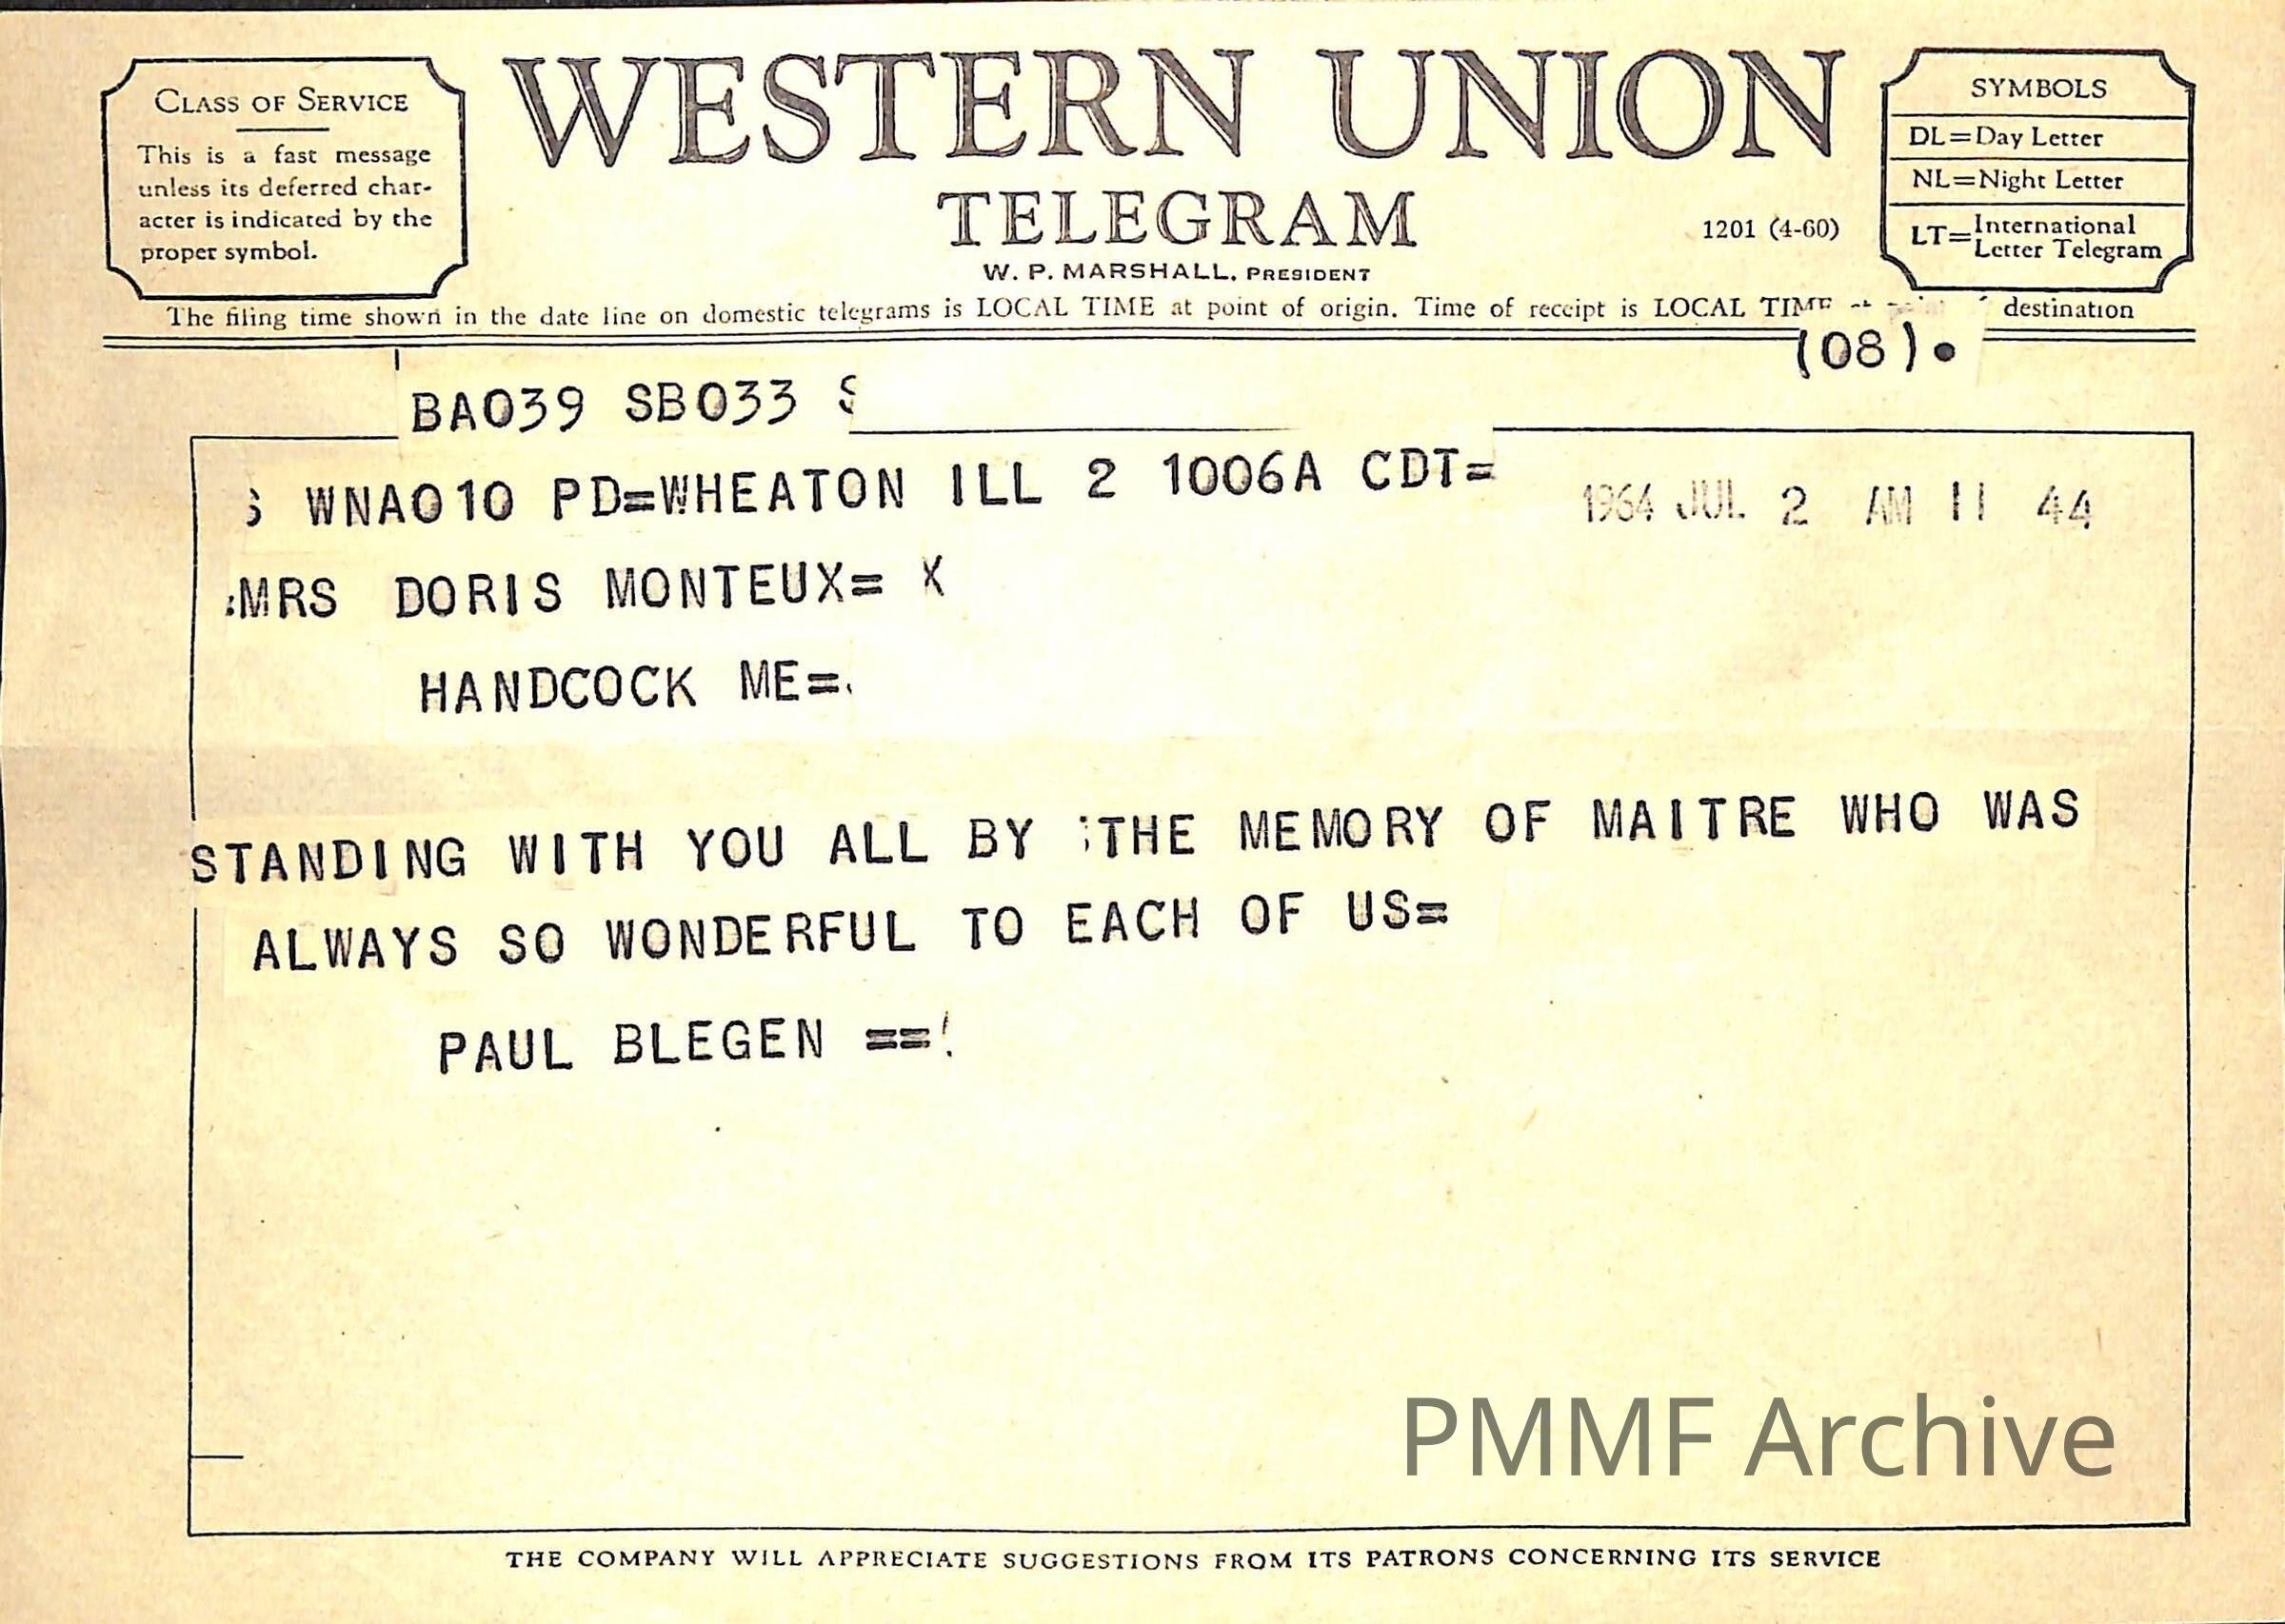 CLASS OF SERVICE
This is a fast message
unless its deferred char-
acter is indicated by the
proper symbol.
WESTERN UNION
TELEGRAM
W. P. MARSHALL, PRESIDENT
1201 (4-60)
SYMBOLS
DL=Day Letter
NL=Night Letter
LT=International
Letter Telegram
The filing time shown in the date line on domestic telegrams is LOCAL TIME at point of origin. Time of receipt is LOCAL TIME at destination
(08).
BA039 SB033 S
S WNA010 PD=WHEATON ILL 2 1006A CDT=
1964 JUL 2 AM 11 44
:MRS DORIS MONTEUX= X
HANDCOCK ME=.
STANDING WITH YOU ALL BY :THE MEMORY OF MAITRE WHO WAS
ALWAYS SO WONDERFUL TO EACH OF US=
PAUL BLEGEN ==!
PMMF Archive
THE COMPANY WILL APPRECIATE SUGGESTIONS FROM ITS PATRONS CONCERNING ITS SERVICE